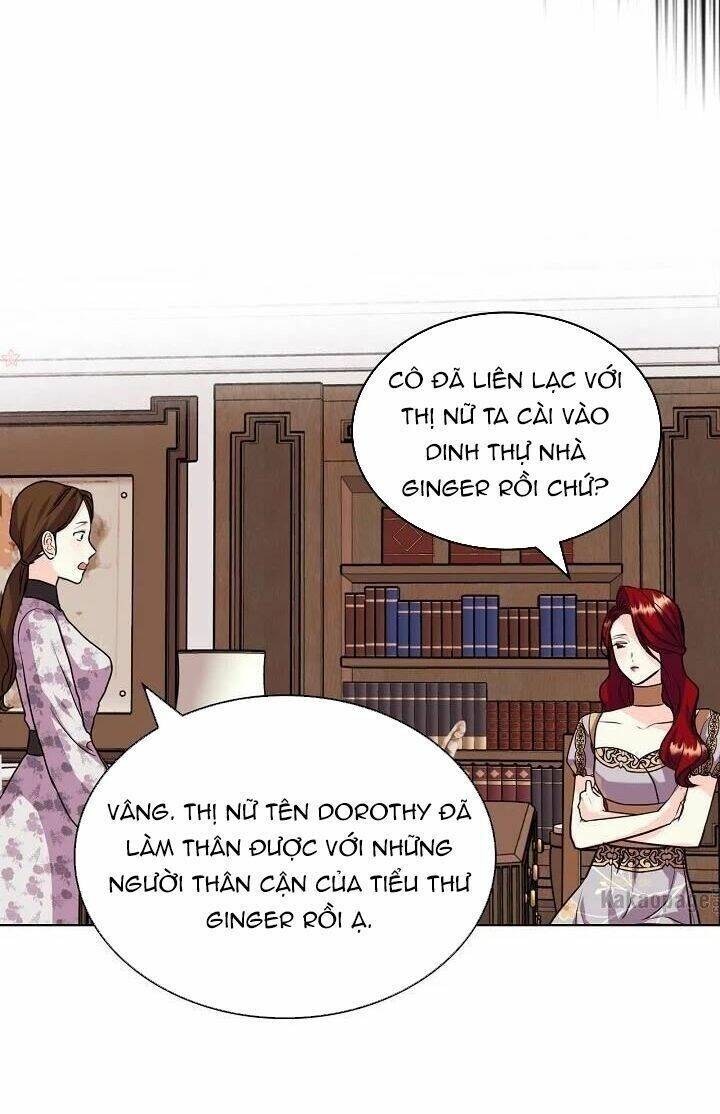 CÔ ĐÃ LIÊN LẠC VỚI
THỊ NỮ TA CÀI VÀO
DINH THỰ NHÀ
GINGER RỒI CHỨ?
VÂNG, THỊ NỮ TÊN DOROTHY ĐÃ
LÀM THÂN ĐƯỢC VỚI NHỮNG
NGƯỜI THÂN CẬN CỦA TIỂU THƯ
GINGER RỒI Ạ.
Kakaopage